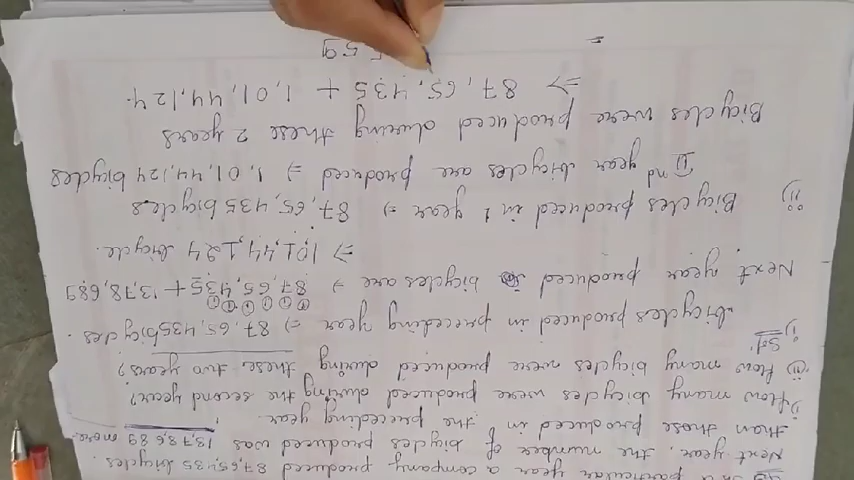 In a particular year a company produced 87,65,435 bicycles.
Next year, the number of bicycles produced was 13,78,689 more
than those produced in the preceding year.
i) How many bicycles were produced during the second year?
ii) How many bicycles were produced during these two years?
Sol:
i) bicycles produced in preceding year ⇒ 87,65,435 bicycles.
Next year produced bicycles are ⇒ 87,65,435 + 13,78,689
⇒ 1,01,44,124 bicycle.
ii) Bicycles produced in 1 year ⇒ 87,65,435 bicycles
IInd year bicycles are produced ⇒ 1,01,44,124 bicycles
Bicycles were produced during these 2 years
⇒ 87,65,435 + 1,01,44,124.
559